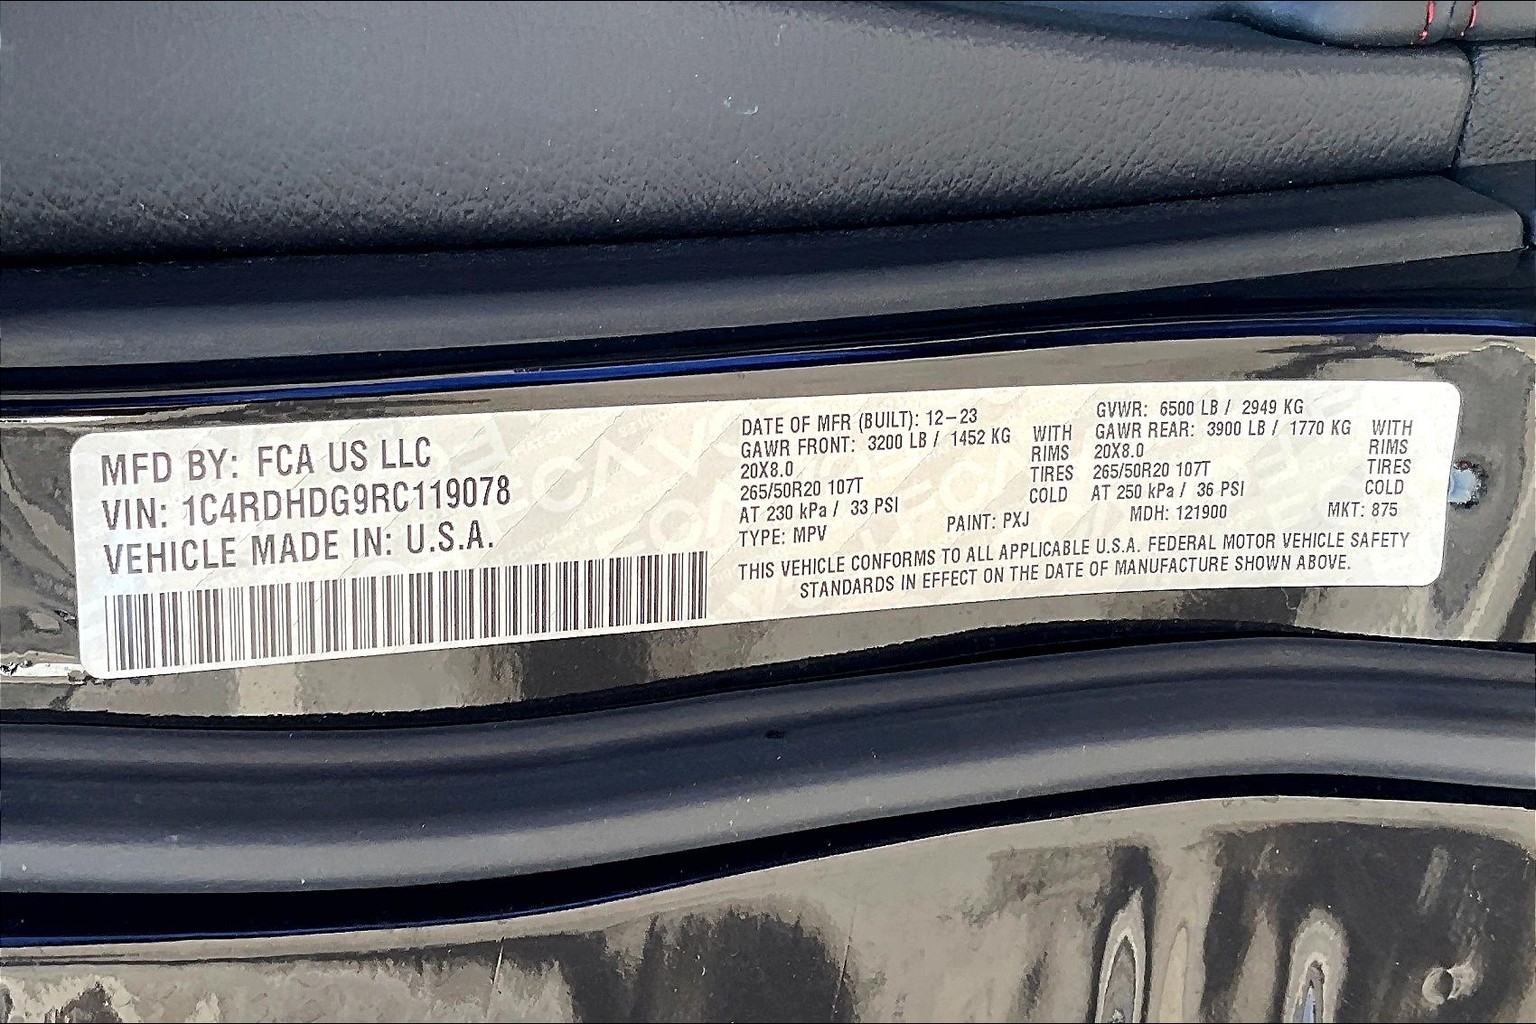 MFD BY: FCA US LLC
VIN: 1C4RDHDG9RC119078
VEHICLE MADE IN: U.S.A.
DATE OF MFR (BUILT): 12-23
GAWR FRONT: 3200 LB / 1452 KG WITH
20X8.0 RIMS
265/50R20 107T TIRES
AT 230 kPa / 33 PSI COLD
TYPE: MPV PAINT: PXJ
GVWR: 6500 LB / 2949 KG
GAWR REAR: 3900 LB / 1770 KG WITH
20X8.0 RIMS
265/50R20 107T TIRES
AT 250 kPa / 36 PSI COLD
MDH: 121900 MKT: 875
THIS VEHICLE CONFORMS TO ALL APPLICABLE U.S.A. FEDERAL MOTOR VEHICLE SAFETY
STANDARDS IN EFFECT ON THE DATE OF MANUFACTURE SHOWN ABOVE.